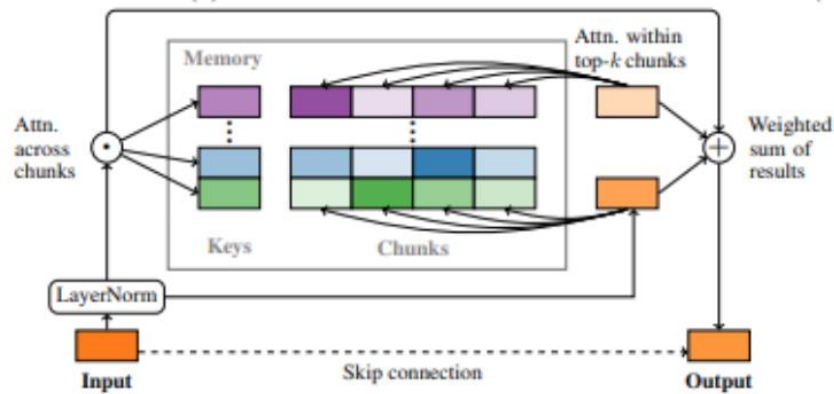 Attn. within
top-k chunks
Memory
Attn.
across
chunks
Weighted
sum of
results
Keys
Chunks
LayerNorm
Skip connection
Input
Output